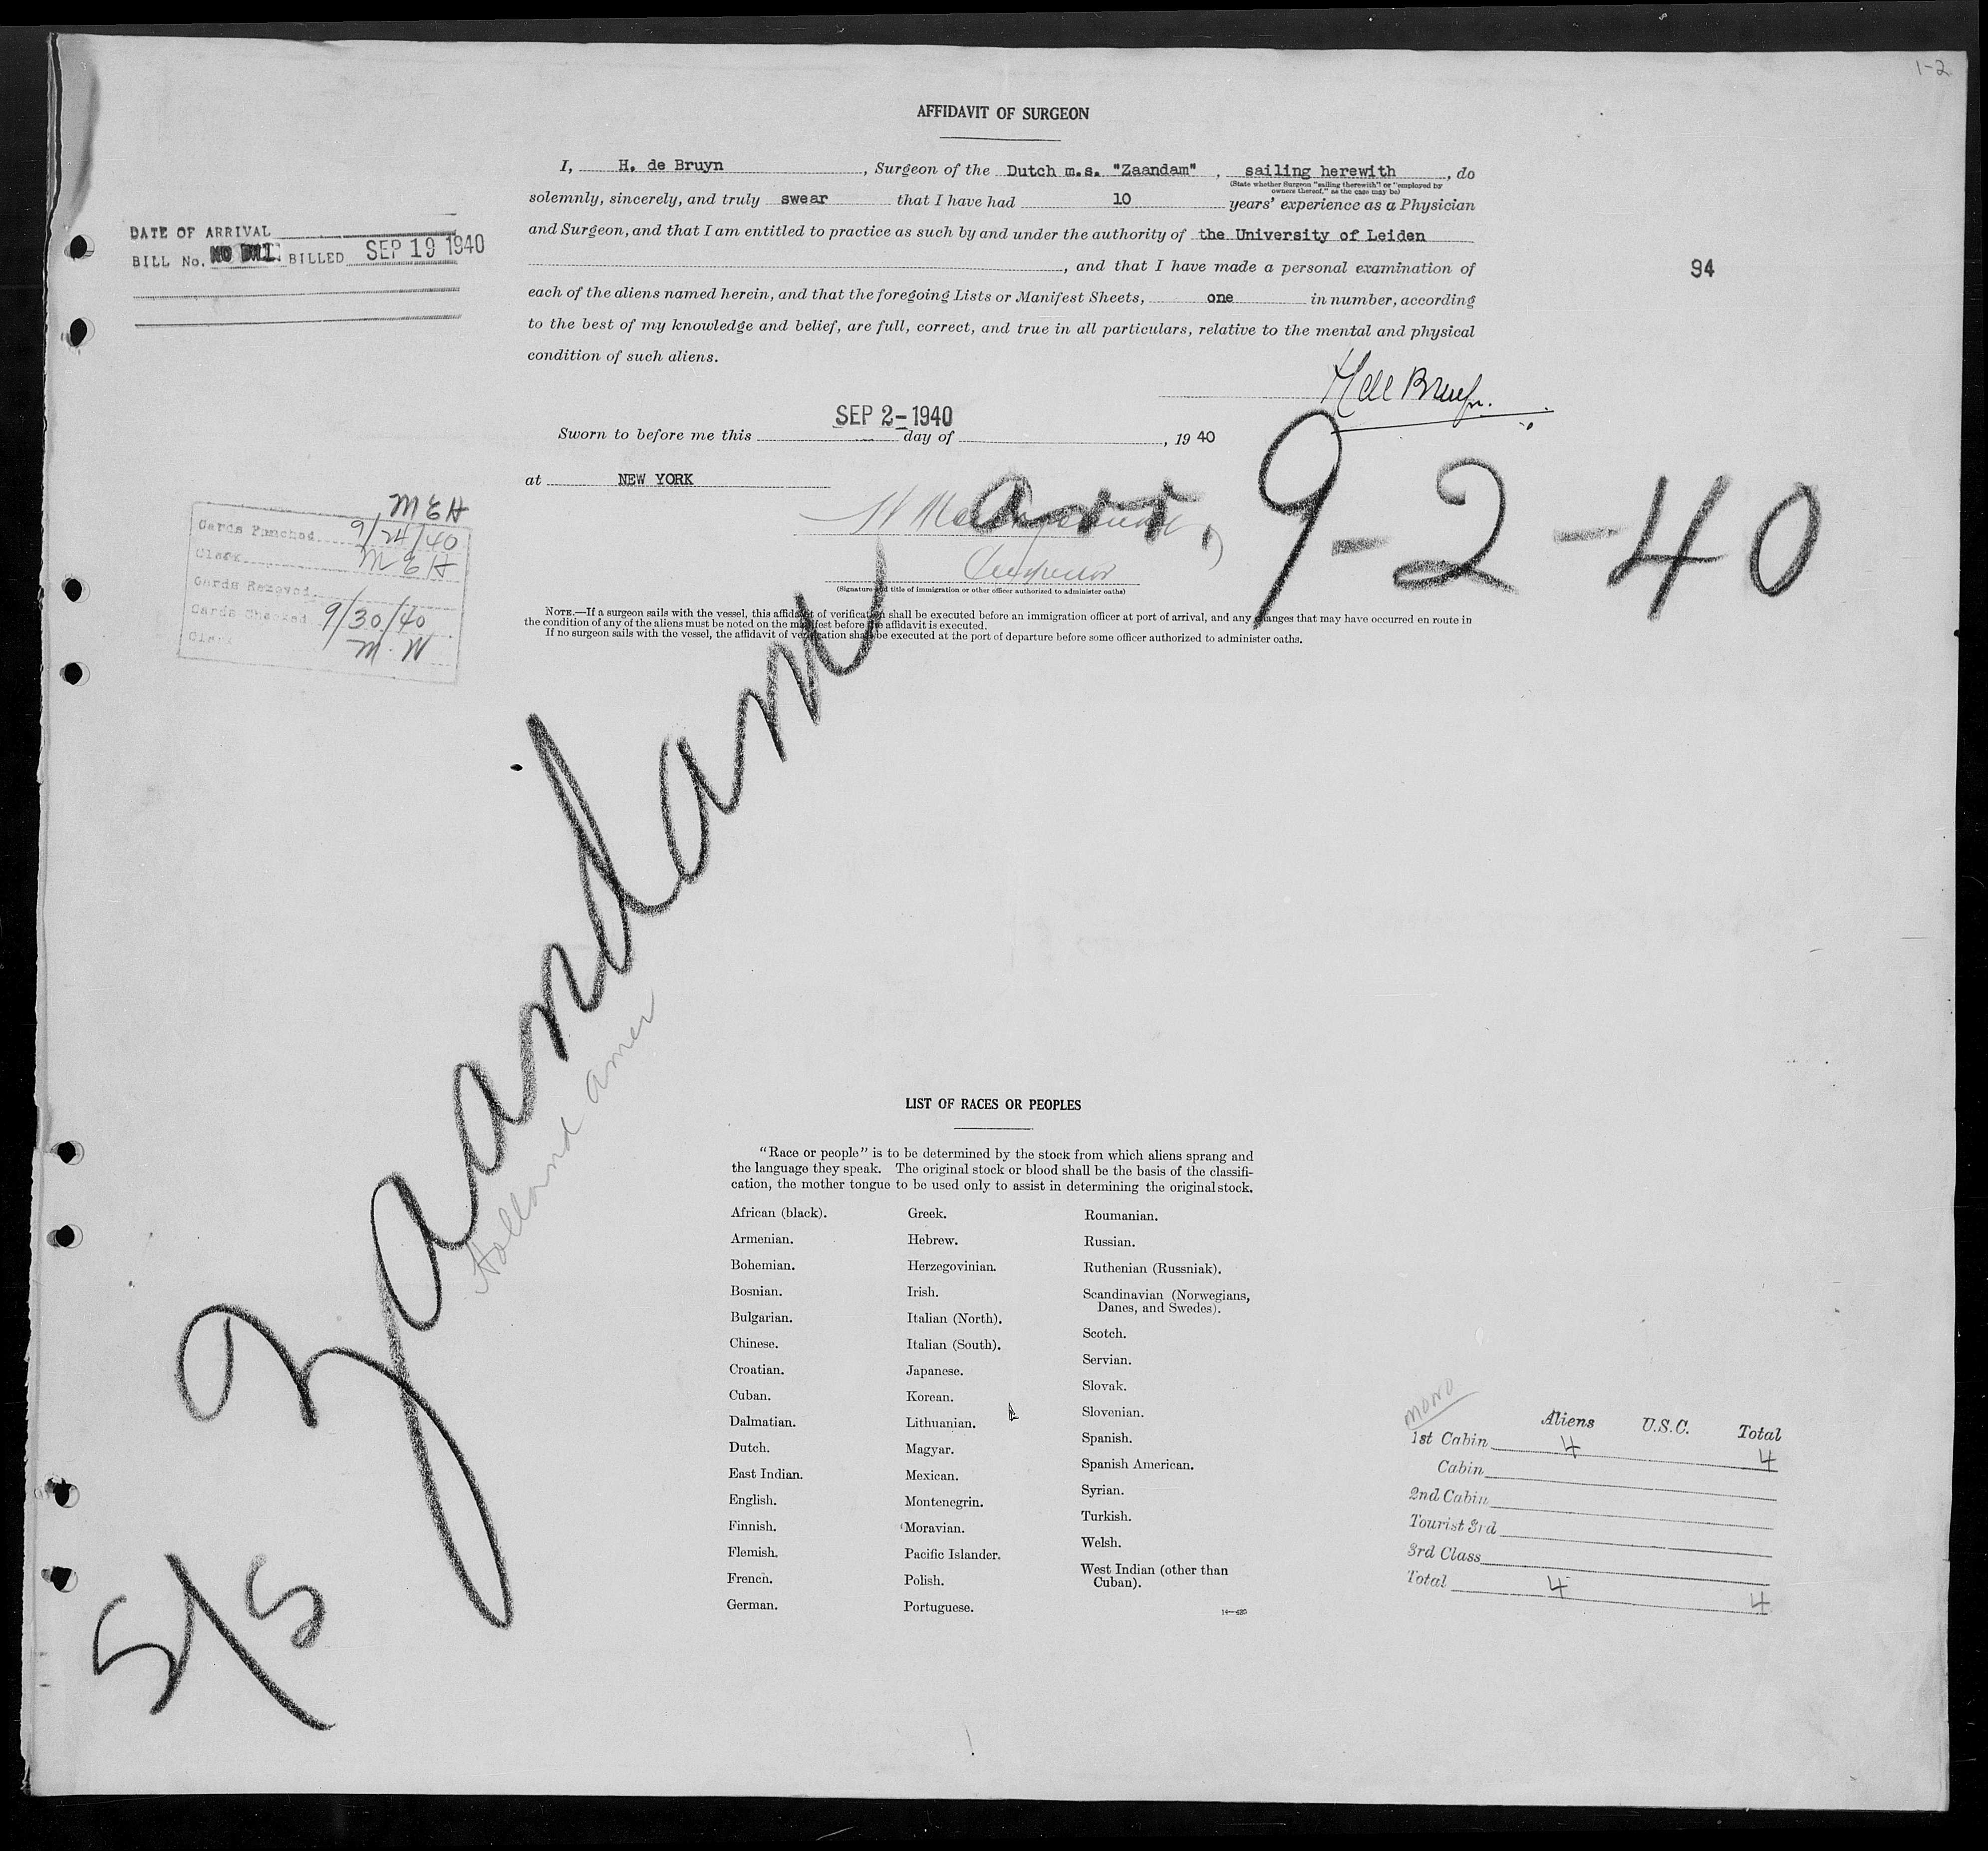 1-2
AFFIDAVIT OF SURGEON
I, H. de Bruyn, Surgeon of the Dutch m.s. "Zaandam", sailing herewith, do
(State whether Surgeon "sailing therewith" or "employed by
owners thereof," as the case may be)
solemnly, sincerely, and truly swear that I have had 10 years' experience as a Physician
and Surgeon, and that I am entitled to practice as such by and under the authority of the University of Leiden
, and that I have made a personal examination of
each of the aliens named herein, and that the foregoing Lists or Manifest Sheets, one in number, according
to the best of my knowledge and belief, are full, correct, and true in all particulars, relative to the mental and physical
condition of such aliens.
DATE OF ARRIVAL
BILL No. NO BILL BILLED SEP 19 1940
94
H de Bruyn.
SEP 2-1940
Sworn to before me this day of , 19 40
at NEW YORK
Arr, 9-2-40
Inspector
(Signature and title of immigration or other officer authorized to administer oaths)
MEH
Cards Punched 9/24/40
Clerk MEH
Cards Removed
Cards Checked 9/30/40
Clerk M.W
NOTE.—If a surgeon sails with the vessel, this affidavit of verification shall be executed before an immigration officer at port of arrival, and any changes that may have occurred en route in
the condition of any of the aliens must be noted on the manifest before the affidavit is executed.
If no surgeon sails with the vessel, the affidavit of verification shall be executed at the port of departure before some officer authorized to administer oaths.
S/S Zaandam
Holland Amer
LIST OF RACES OR PEOPLES
"Race or people" is to be determined by the stock from which aliens sprang and
the language they speak. The original stock or blood shall be the basis of the classifi-
cation, the mother tongue to be used only to assist in determining the original stock.
African (black).
Armenian.
Bohemian.
Bosnian.
Bulgarian.
Chinese.
Croatian.
Cuban.
Dalmatian.
Dutch.
East Indian.
English.
Finnish.
Flemish.
French.
German.
Greek.
Hebrew.
Herzegovinian.
Irish.
Italian (North).
Italian (South).
Japanese.
Korean.
Lithuanian.
Magyar.
Mexican.
Montenegrin.
Moravian.
Pacific Islander.
Polish.
Portuguese.
Roumanian.
Russian.
Ruthenian (Russniak).
Scandinavian (Norwegians,
Danes, and Swedes).
Scotch.
Servian.
Slovak.
Slovenian.
Spanish.
Spanish American.
Syrian.
Turkish.
Welsh.
West Indian (other than
Cuban).
14—420
mono
Aliens U.S.C. Total
1st Cabin 4 4
Cabin
2nd Cabin
Tourist 3rd
3rd Class
Total 4 4